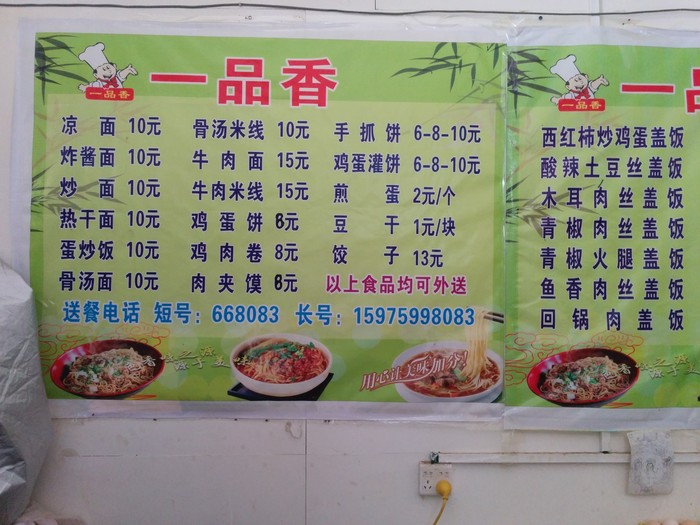 一品香
一品香
凉面 10元 骨汤米线 10元 手抓饼 6-8-10元
炸酱面 10元 牛肉面 15元 鸡蛋灌饼 6-8-10元
炒面 10元 牛肉米线 15元 煎蛋 2元/个
热干面 10元 鸡蛋饼 6元 豆干 1元/块
蛋炒饭 10元 鸡肉卷 8元 饺子 13元
骨汤面 10元 肉夹馍 6元 以上食品均可外送
送餐电话 短号：668083 长号：15975998083
用心让美味加分！
一品香
一品
西红柿炒鸡蛋盖饭
酸辣土豆丝盖饭
木耳肉丝盖饭
青椒肉丝盖饭
青椒火腿盖饭
鱼香肉丝盖饭
回锅肉盖饭